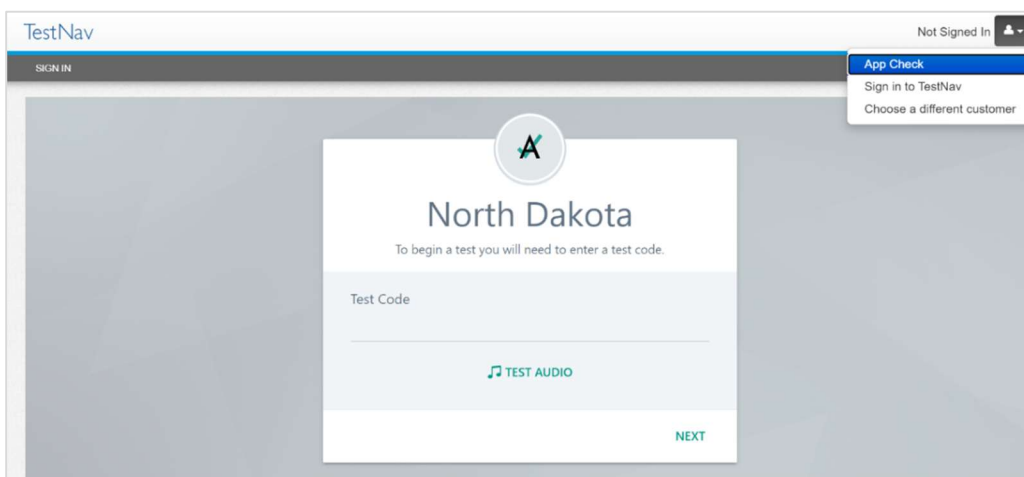 TestNav
Not Signed In
SIGN IN
App Check
Sign in to TestNav
Choose a different customer
North Dakota
To begin a test you will need to enter a test code.
Test Code
TEST AUDIO
NEXT